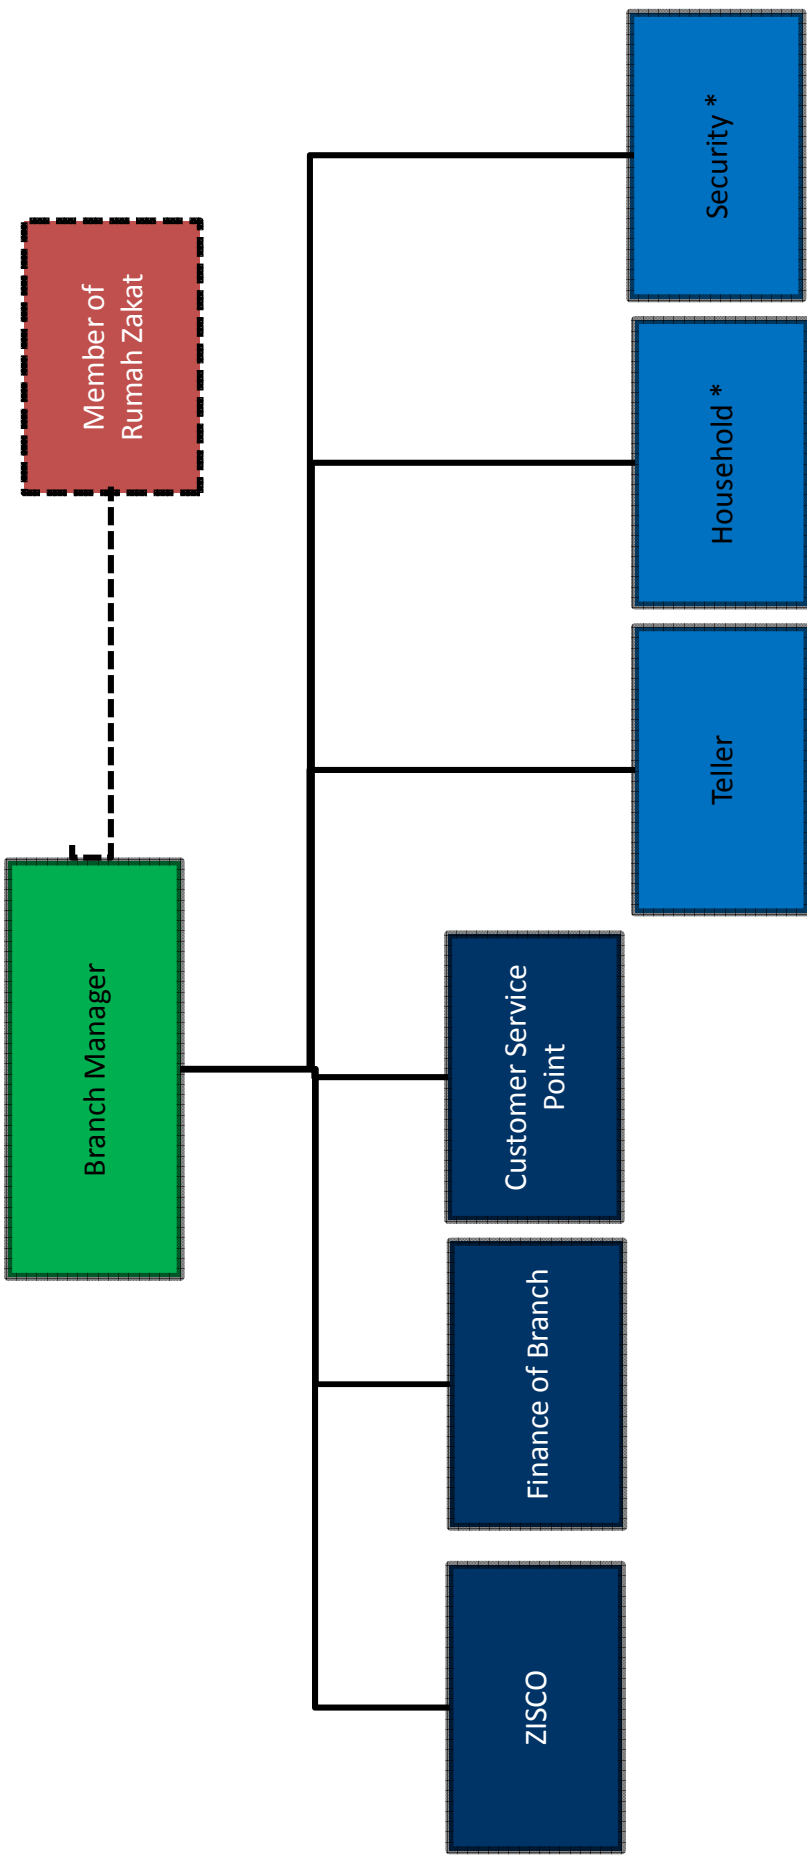 Branch Manager
Member of
Rumah Zakat
ZISCO
Finance of Branch
Customer Service
Point
Teller
Household *
Security *